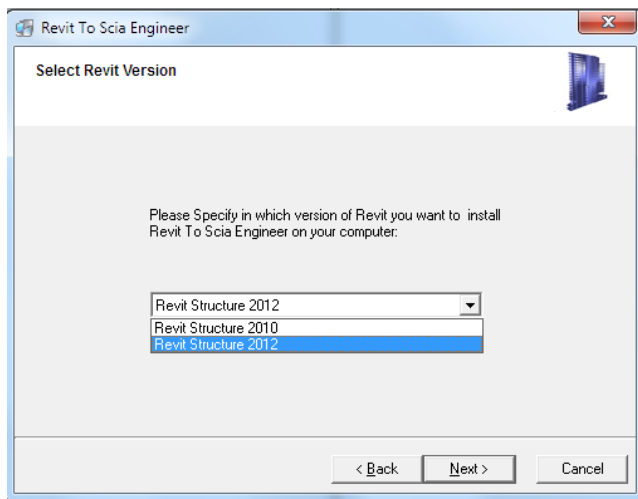 Revit To Scia Engineer
Select Revit Version
Please Specify in which version of Revit you want to install
Revit To Scia Engineer on your computer:
Revit Structure 2012
Revit Structure 2010
Revit Structure 2012
< Back Next > Cancel